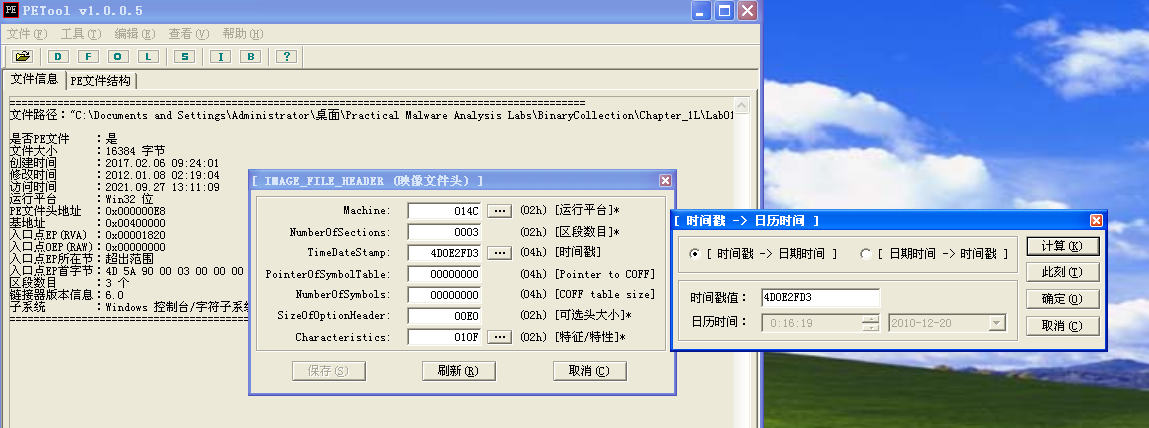 PETool v1.0.0.5
文件(F) 工具(T) 编辑(E) 查看(V) 帮助(H)
D F O L S I B ?
文件信息 PE文件结构
================================================================================
文件路径："C:\Documents and Settings\Administrator\桌面\Practical Malware Analysis Labs\BinaryCollection\Chapter_1L\Lab01
是否PE文件 ：是
文件大小 ：16384 字节
创建时间 ：2017.02.06 09:24:01
修改时间 ：2012.01.08 02:19:04
访问时间 ：2021.09.27 13:11:09
运行平台 ：Win32 位
PE文件头地址 ：0x000000E8
基地址 ：0x00400000
入口点EP(RVA) ：0x00001820
入口点OEP(RAW)：0x00000000
入口点EP所在节：超出范围
入口点EP首字节：4D 5A 90 00 03 00 00 00
区段数目 ：3 个
链接器版本信息：6.0
子系统 ：Windows 控制台/字符子系统
[ IMAGE_FILE_HEADER (映像文件头) ]
Machine: 014C ... (02h) [运行平台]*
NumberOfSections: 0003 (02h) [区段数目]*
TimeDateStamp: 4D0E2FD3 ... (04h) [时间戳]
PointerOfSymbolTable: 00000000 (04h) [Pointer to COFF]
NumberOfSymbols: 00000000 (04h) [COFF table size]
SizeOfOptionHeader: 00E0 (02h) [可选头大小]*
Characteristics: 010F ... (02h) [特征/特性]*
保存(S) 刷新(R) 取消(C)
[ 时间戳 -> 日历时间 ]
[ 时间戳 -> 日期时间 ] [ 日期时间 -> 时间戳 ]
计算(K)
此刻(T)
时间戳值： 4D0E2FD3
确定(O)
日历时间： 0:16:19 2010-12-20
取消(C)